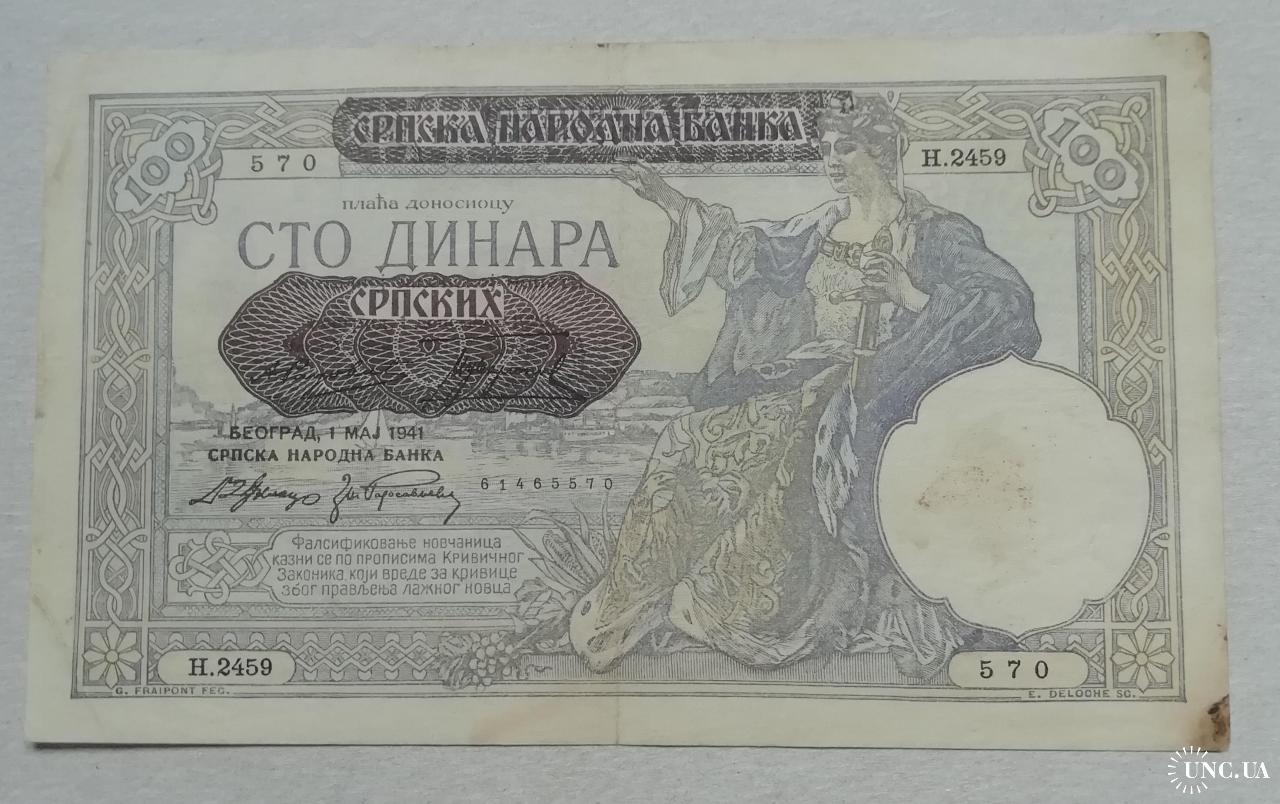 СРПСКА НАРОДНА БАНКА
100
100
570
Н.2459
плаћа доносиоцу
СТО ДИНАРА
СРПСКИХ
БЕОГРАД, 1 МАЈ 1941
СРПСКА НАРОДНА БАНКА
61465570
Фалсификовање новчаница
казни се по прописима Кривичног
Законика, који вреде за кривице
због прављења лажног новца
Н.2459
570
G. FRAIPONT FEC.
E. DELOCHE SC.
UNC.UA